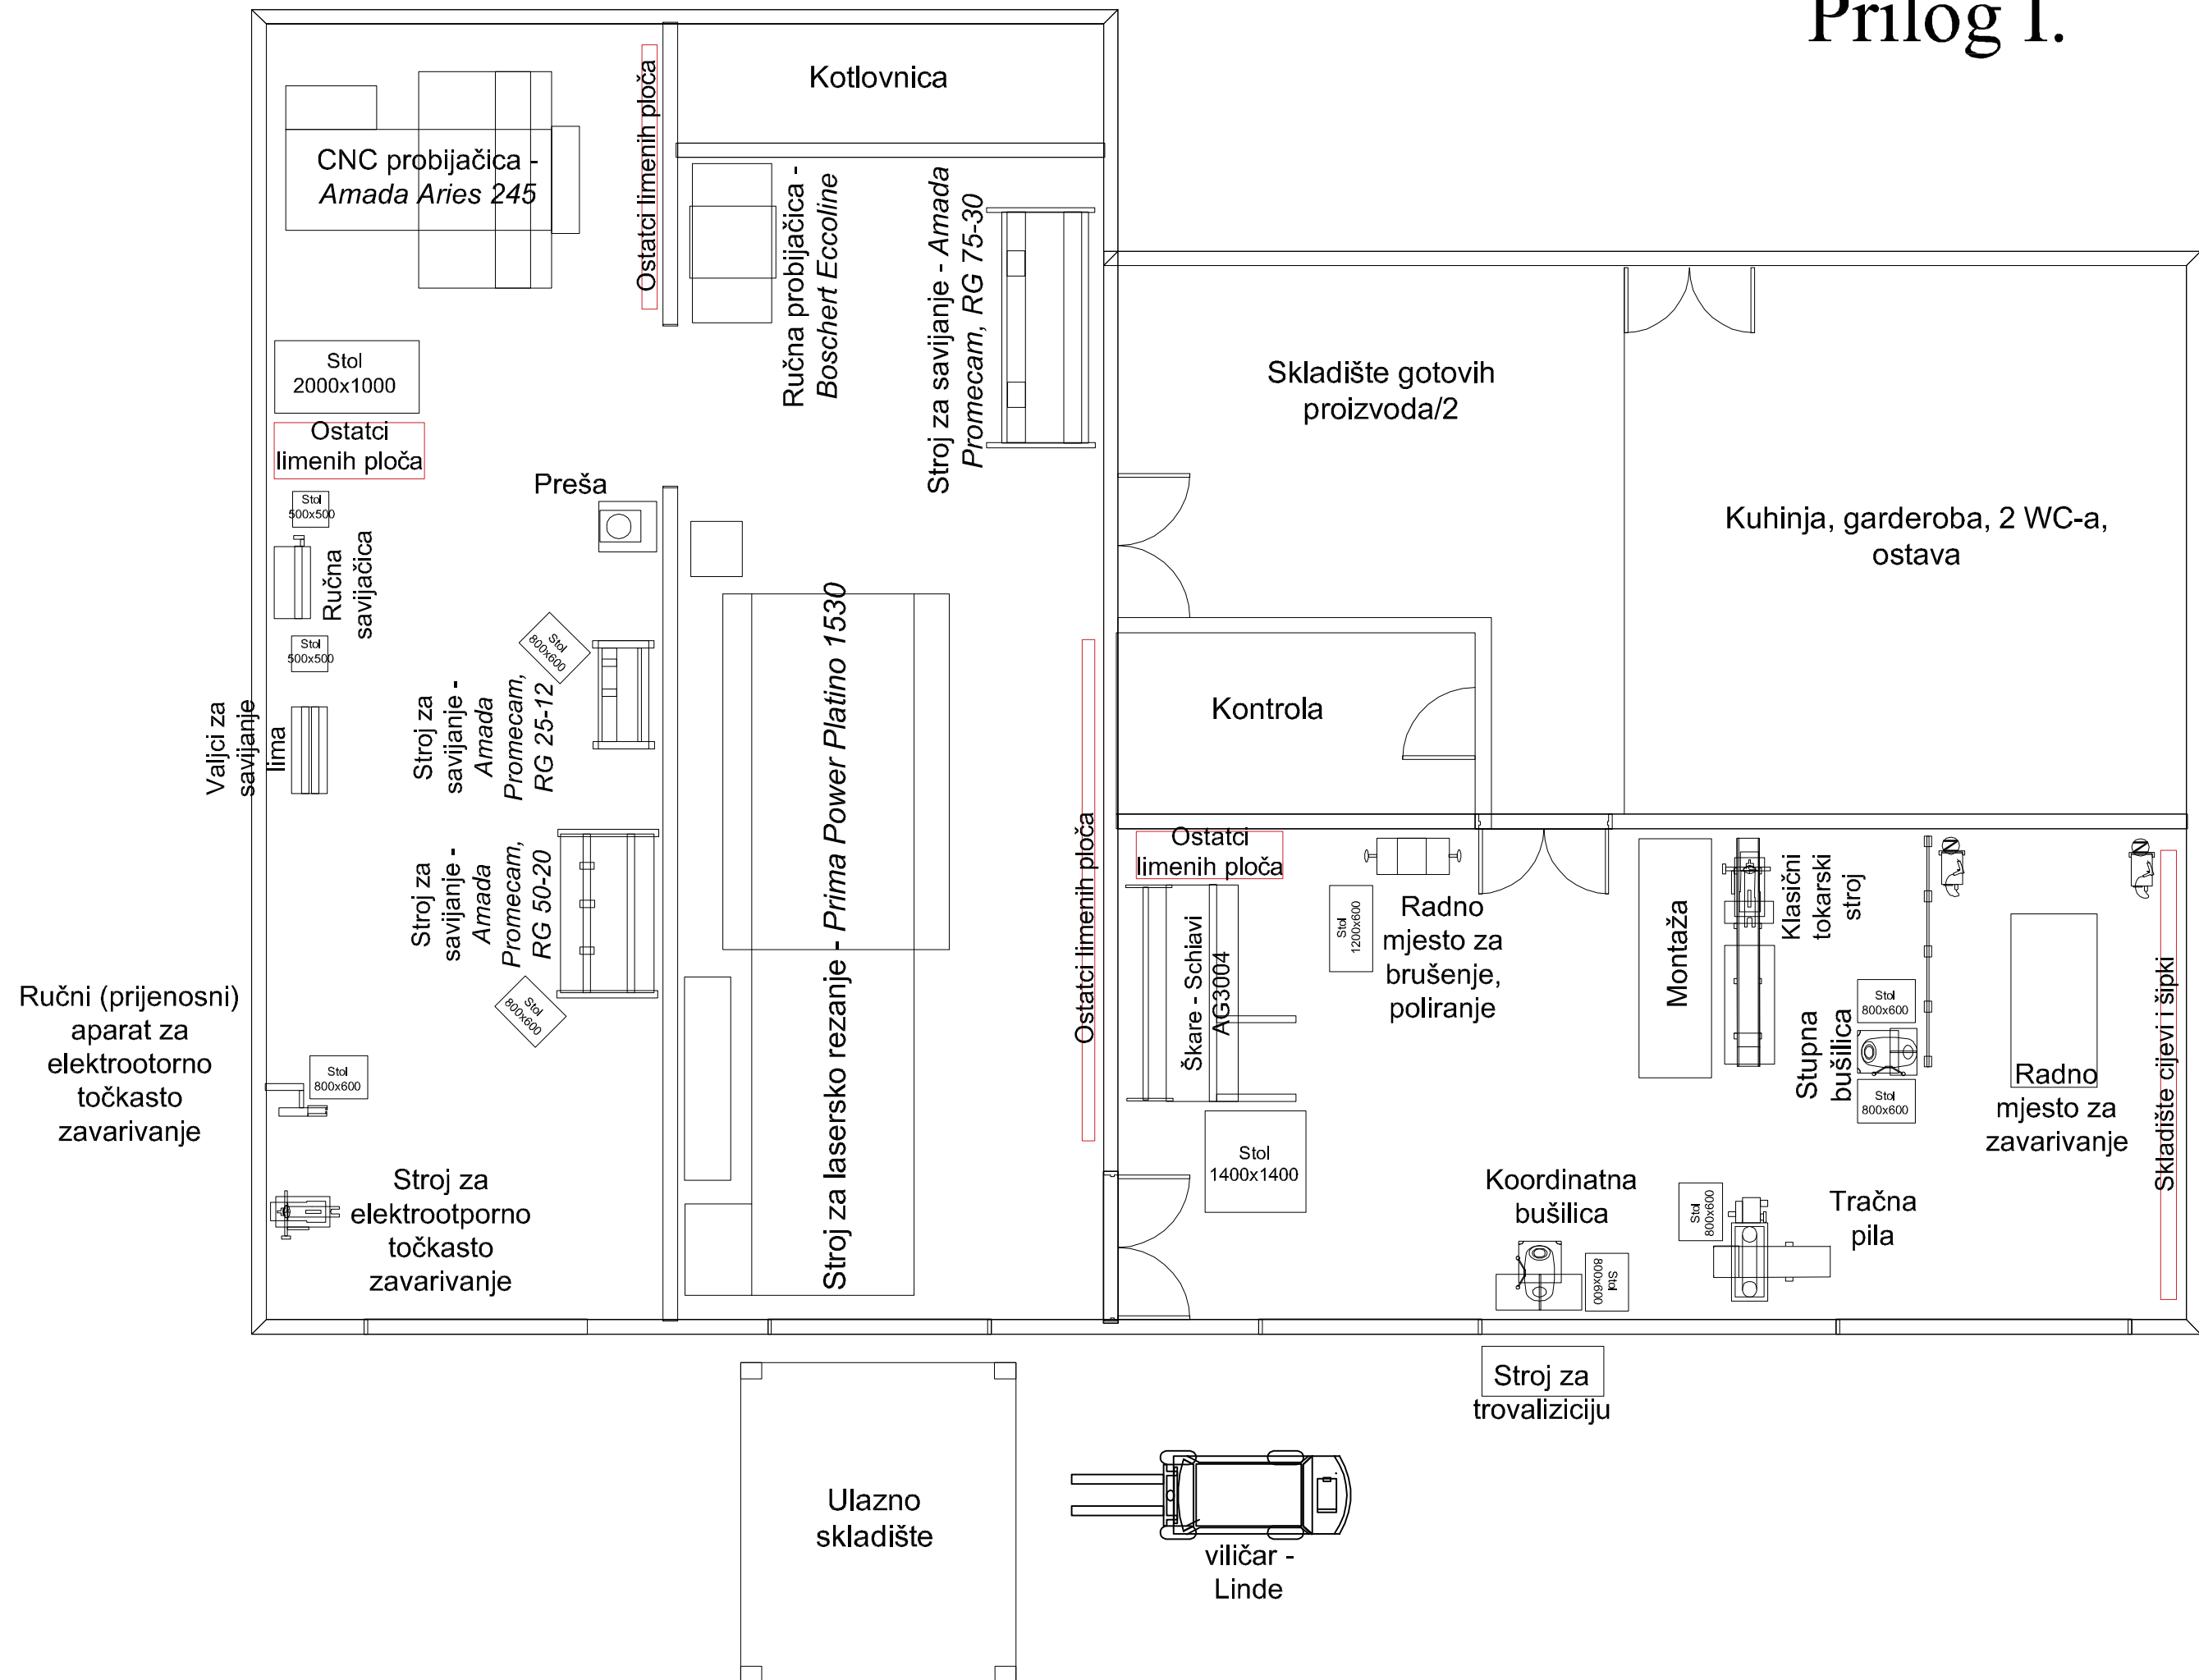 Prilog I.
Kotlovnica
CNC probijačica -
Amada Aries 245
Ostatci limenih ploča
Ručna probijačica -
Boschert Eccoline
Stroj za savijanje - Amada
Promecam, RG 75-30
Stol
2000x1000
Ostatci
limenih ploča
Stol
500x500
Ručna
savijačica
Stol
500x500
Valjci za
savijanje
lima
Preša
Stol
800x600
Stroj za
savijanje -
Amada
Promecam,
RG 25-12
Stroj za
savijanje -
Amada
Promecam,
RG 50-20
Stol
800x600
Ručni (prijenosni)
aparat za
elektrootorno
točkasto
zavarivanje
Stol
800x600
Stroj za
elektrootporno
točkasto
zavarivanje
Stroj za lasersko rezanje - Prima Power Platino 1530
Ostatci limenih ploča
Skladište gotovih
proizvoda/2
Kuhinja, garderoba, 2 WC-a,
ostava
Kontrola
Ostatci
limenih ploča
Škare - Schiavi
AG3004
Stol
1200x600
Radno
mjesto za
brušenje,
poliranje
Montaža
Klasični
tokarski
stroj
Stupna
bušilica
Stol
800x600
Stol
800x600
Radno
mjesto za
zavarivanje
Skladište cijevi i šipki
Stol
1400x1400
Koordinatna
bušilica
Stol
800x600
Stol
800x600
Tračna
pila
Stroj za
trovaliziciju
Ulazno
skladište
viličar -
Linde